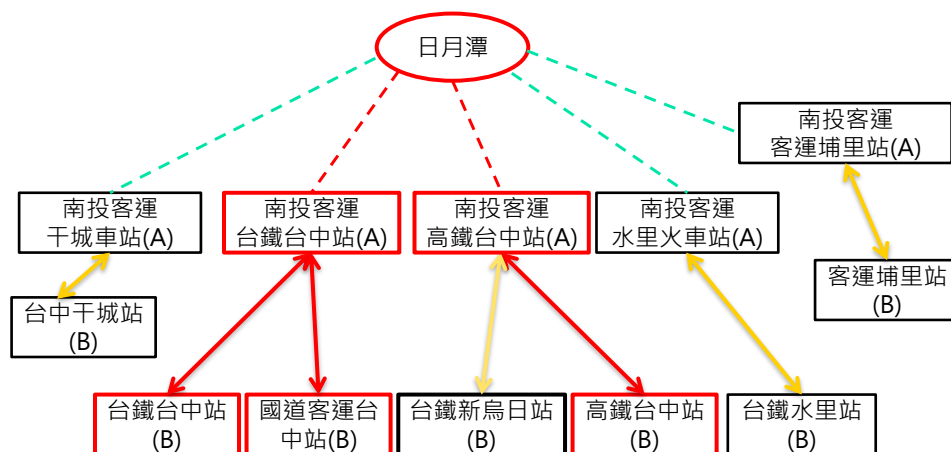 日月潭
南投客運
客運埔里站(A)
南投客運
干城車站(A)
南投客運
台鐵台中站(A)
南投客運
高鐵台中站(A)
南投客運
水里火車站(A)
客運埔里站
(B)
台中干城站
(B)
台鐵台中站
(B)
國道客運台
中站(B)
台鐵新烏日站
(B)
高鐵台中站
(B)
台鐵水里站
(B)